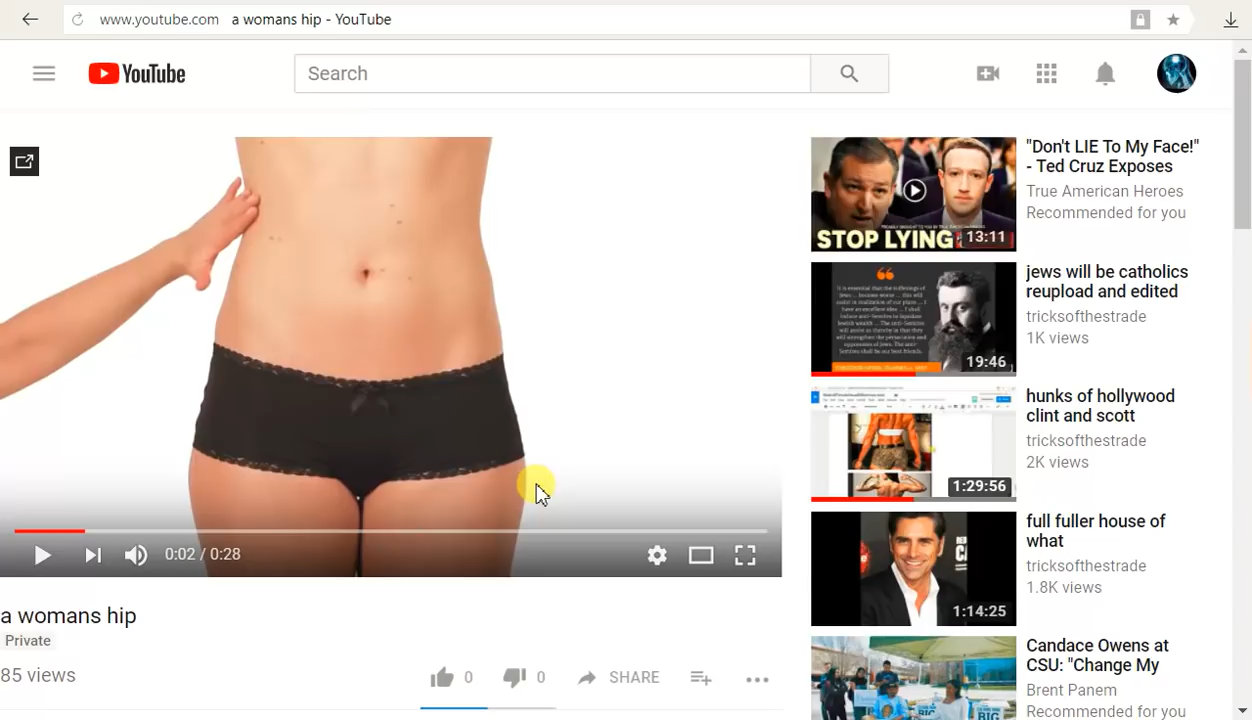 www.youtube.com a womans hip - YouTube
YouTube
Search
0:02 / 0:28
a womans hip
Private
85 views
0
0
SHARE
STOP LYING
13:11
"Don't LIE To My Face!"
- Ted Cruz Exposes
True American Heroes
Recommended for you
19:46
jews will be catholics
reupload and edited
tricksofthestrade
1K views
1:29:56
hunks of hollywood
clint and scott
tricksofthestrade
2K views
1:14:25
full fuller house of
what
tricksofthestrade
1.8K views
BIG
Candace Owens at
CSU: "Change My
Brent Panem
Recommended for you